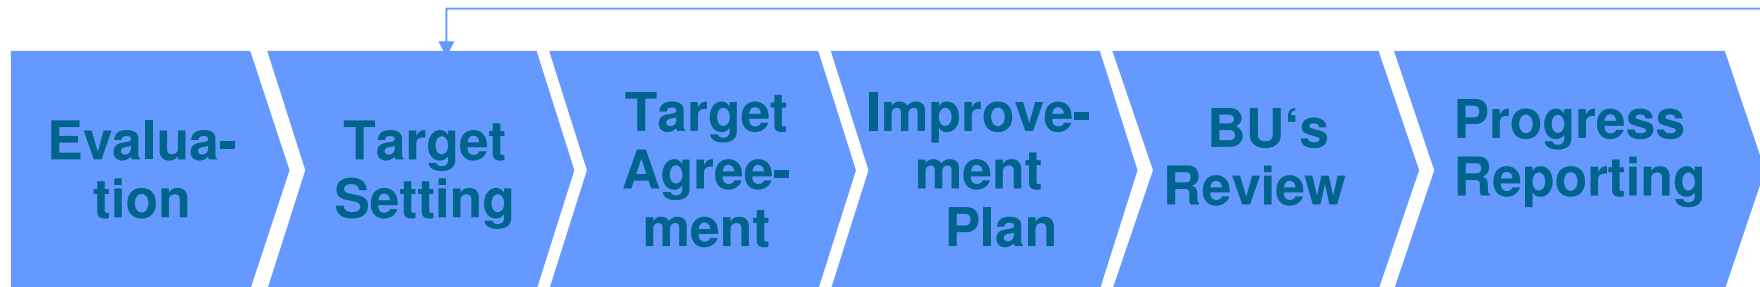 Evalua-
tion
Target
Setting
Target
Agree-
ment
Improve-
ment
Plan
BU‘s
Review
Progress
Reporting